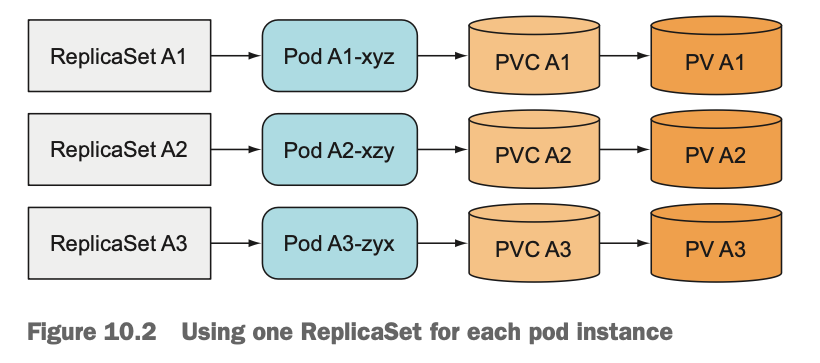 ReplicaSet A1
Pod A1-xyz
PVC A1
PV A1
ReplicaSet A2
Pod A2-xzy
PVC A2
PV A2
ReplicaSet A3
Pod A3-zyx
PVC A3
PV A3
Figure 10.2 Using one ReplicaSet for each pod instance